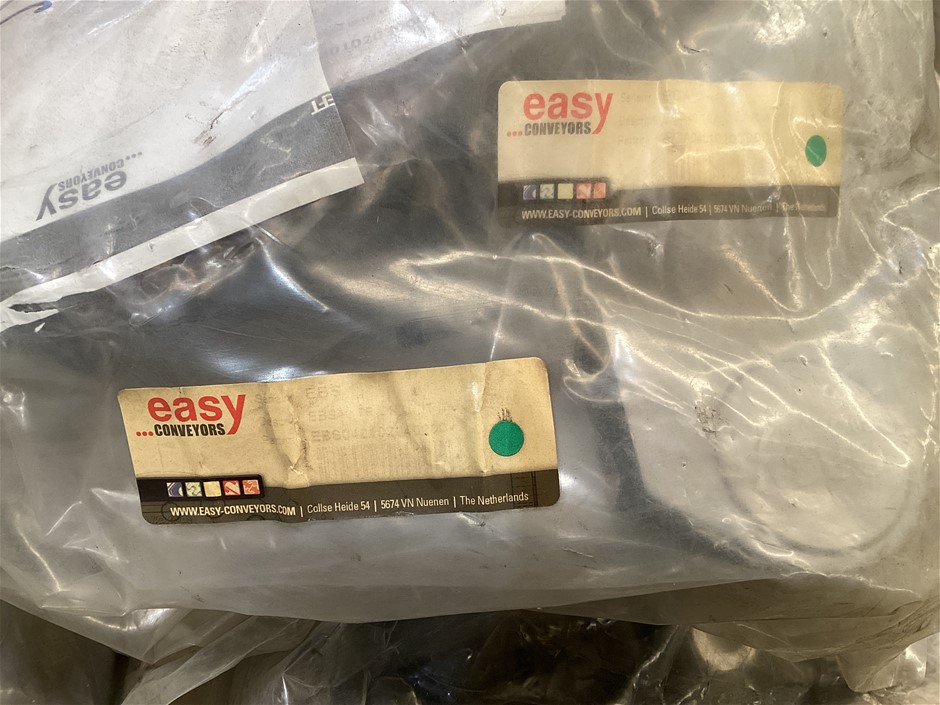 EFT
easy
...CONVEYORS
easy
...CONVEYORS
WWW.EASY-CONVEYORS.COM | Collse Heide 54 | 5674 VN Nuenen | The Netherlands
easy
...CONVEYORS
WWW.EASY-CONVEYORS.COM | Collse Heide 54 | 5674 VN Nuenen | The Netherlands